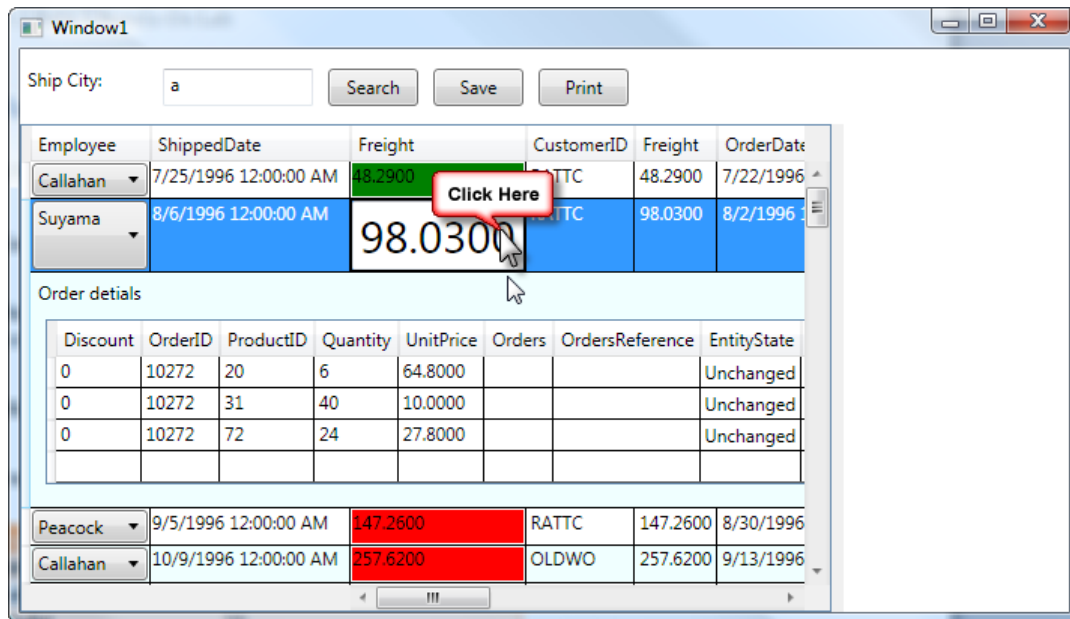 Window1
Ship City: a Search Save Print
Employee ShippedDate Freight CustomerID Freight OrderDate
Callahan 7/25/1996 12:00:00 AM 48.2900 TTC 48.2900 7/22/1996
Click Here
Suyama 8/6/1996 12:00:00 AM 98.0300 TTC 98.0300 8/2/1996
Order detials
Discount OrderID ProductID Quantity UnitPrice Orders OrdersReference EntityState
0 10272 20 6 64.8000 Unchanged
0 10272 31 40 10.0000 Unchanged
0 10272 72 24 27.8000 Unchanged
Peacock 9/5/1996 12:00:00 AM 147.2600 RATTC 147.2600 8/30/1996
Callahan 10/9/1996 12:00:00 AM 257.6200 OLDWO 257.6200 9/13/1996